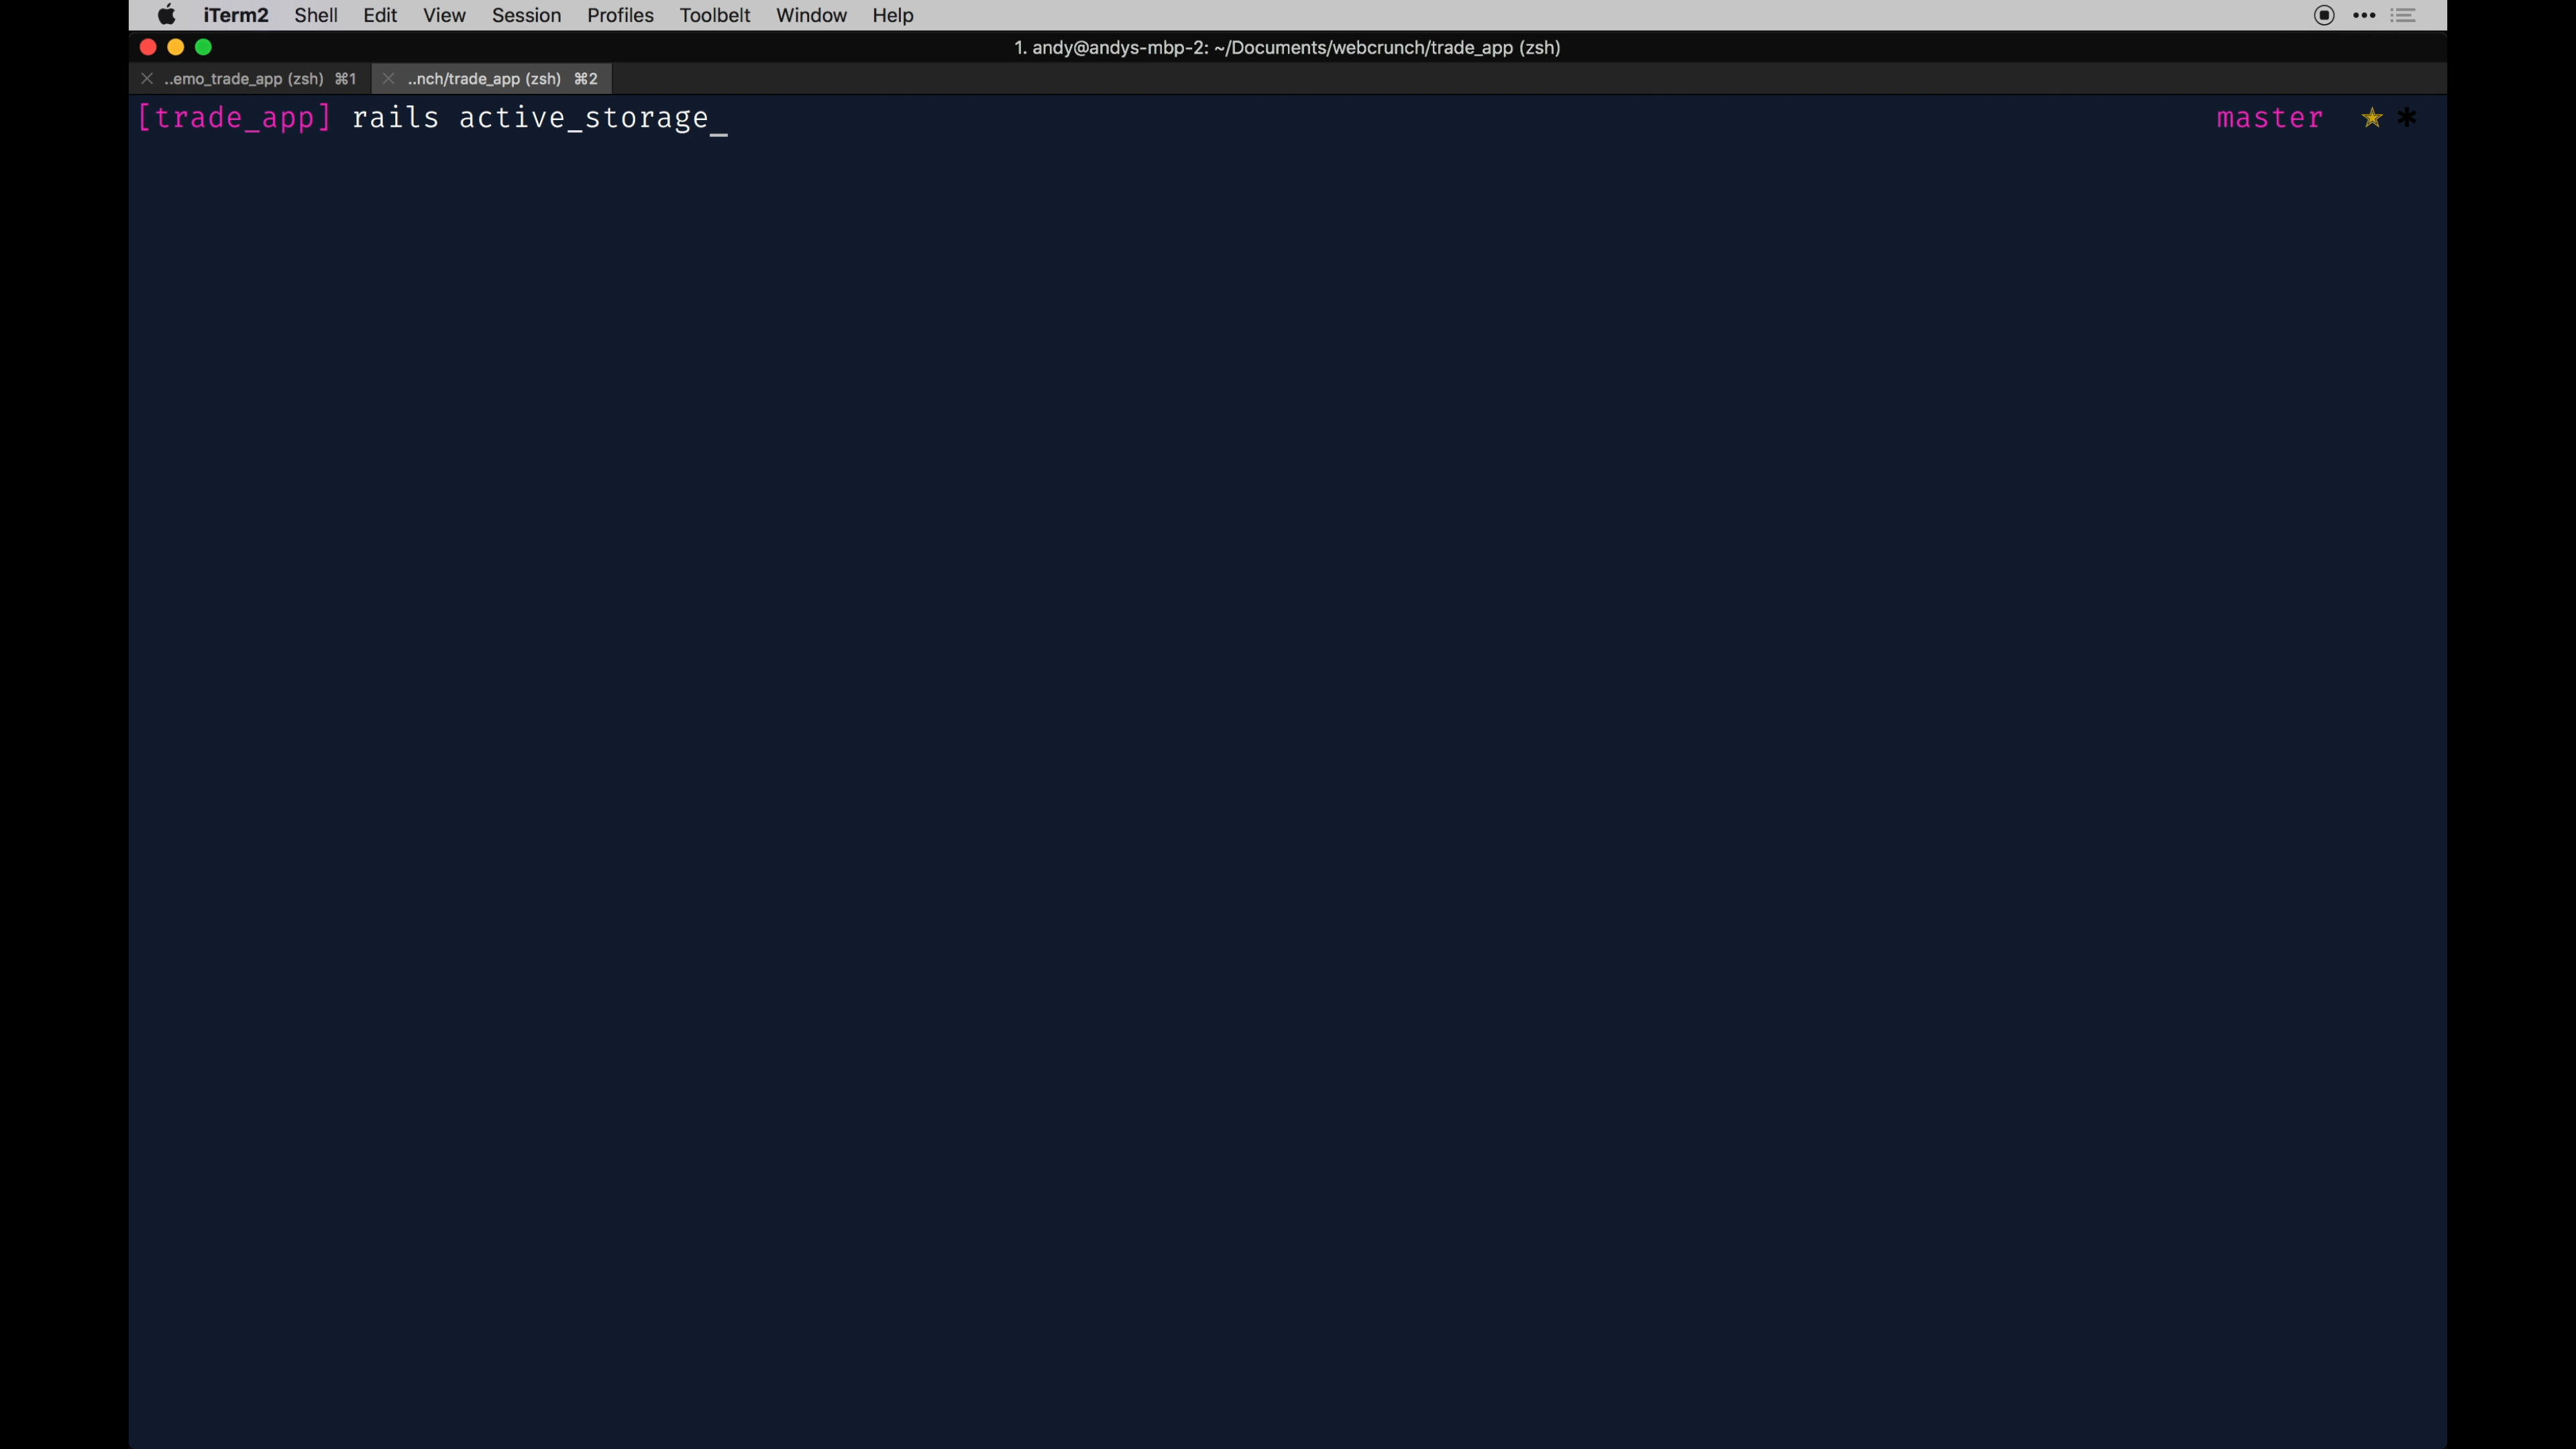 iTerm2 Shell Edit View Session Profiles Toolbelt Window Help
1. andy@andys-mbp-2: ~/Documents/webcrunch/trade_app (zsh)
..emo_trade_app (zsh) ⌘1 ..nch/trade_app (zsh) ⌘2
[trade_app] rails active_storage_ master ★ *